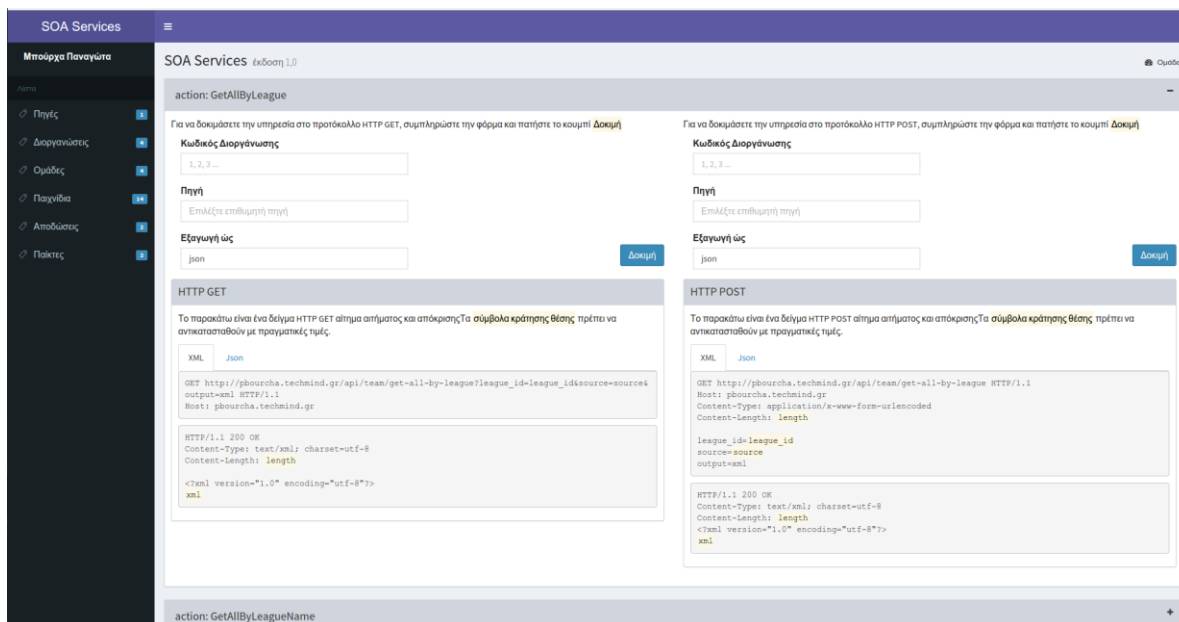 SOA Services
Μπούρχα Παναγώτα
Λίστα
Πηγές 1
Διοργανώσεις 4
Ομάδες 4
Παιχνίδια 14
Αποδώσεις 2
Παίκτες 2
SOA Services έκδοση 1,0
Ομάδε
action: GetAllByLeague
Για να δοκιμάσετε την υπηρεσία στο προτόκολλο HTTP GET, συμπληρώστε την φόρμα και πατήστε το κουμπί Δοκιμή
Κωδικός Διοργάνωσης
1, 2, 3 ...
Πηγή
Επιλέξτε επιθυμητή πηγή
Εξαγωγή ώς
json
Δοκιμή
HTTP GET
Το παρακάτω είναι ένα δείγμα HTTP GET αίτημα αιτήματος και απόκρισηςΤα σύμβολα κράτησης θέσης πρέπει να
αντικατασταθούν με πραγματικές τιμές.
XML Json
GET http://pbourcha.techmind.gr/api/team/get-all-by-league?league_id=league_id&source=source&
output=xml HTTP/1.1
Host: pbourcha.techmind.gr
HTTP/1.1 200 OK
Content-Type: text/xml; charset=utf-8
Content-Length: length
<?xml version="1.0" encoding="utf-8"?>
xml
Για να δοκιμάσετε την υπηρεσία στο προτόκολλο HTTP POST, συμπληρώστε την φόρμα και πατήστε το κουμπί Δοκιμή
Κωδικός Διοργάνωσης
1, 2, 3 ...
Πηγή
Επιλέξτε επιθυμητή πηγή
Εξαγωγή ώς
json
Δοκιμή
HTTP POST
Το παρακάτω είναι ένα δείγμα HTTP POST αίτημα αιτήματος και απόκρισηςΤα σύμβολα κράτησης θέσης πρέπει να
αντικατασταθούν με πραγματικές τιμές.
XML Json
GET http://pbourcha.techmind.gr/api/team/get-all-by-league HTTP/1.1
Host: pbourcha.techmind.gr
Content-Type: application/x-www-form-urlencoded
Content-Length: length
league_id=league_id
source=source
output=xml
HTTP/1.1 200 OK
Content-Type: text/xml; charset=utf-8
Content-Length: length
<?xml version="1.0" encoding="utf-8"?>
xml
action: GetAllByLeagueName